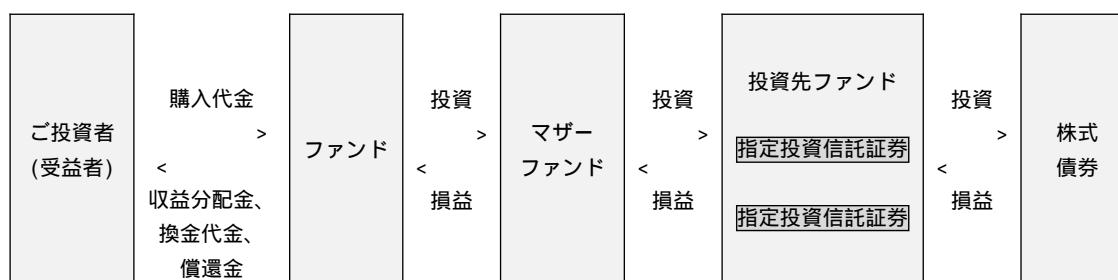 ご投資者
(受益者)
購入代金
>
<
収益分配金、
換金代金、
償還金
ファンド
投資
>
<
損益
マザー
ファンド
投資
>
<
損益
投資先ファンド
指定投資信託証券
指定投資信託証券
投資
>
<
損益
株式
債券